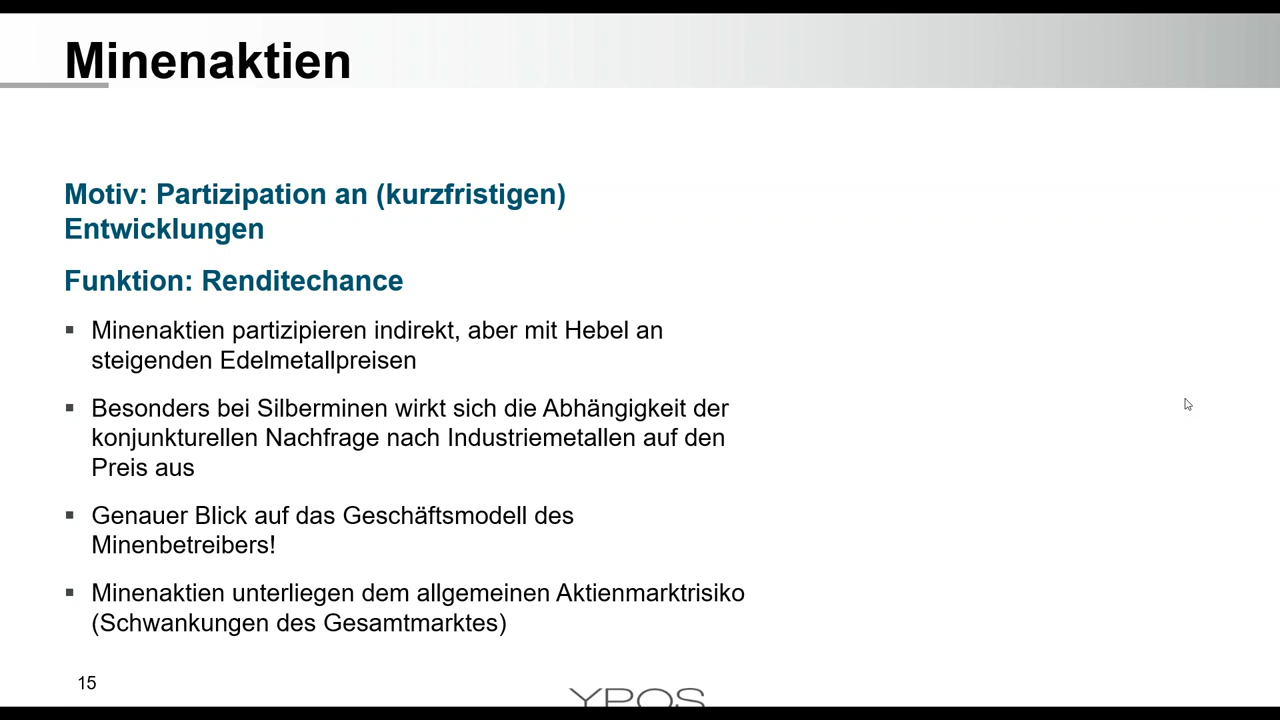 Minenaktien
Motiv: Partizipation an (kurzfristigen)
Entwicklungen
Funktion: Renditechance
▪ Minenaktien partizipieren indirekt, aber mit Hebel an
steigenden Edelmetallpreisen
▪ Besonders bei Silberminen wirkt sich die Abhängigkeit der
konjunkturellen Nachfrage nach Industriemetallen auf den
Preis aus
▪ Genauer Blick auf das Geschäftsmodell des
Minenbetreibers!
▪ Minenaktien unterliegen dem allgemeinen Aktienmarktrisiko
(Schwankungen des Gesamtmarktes)
15
YPOS